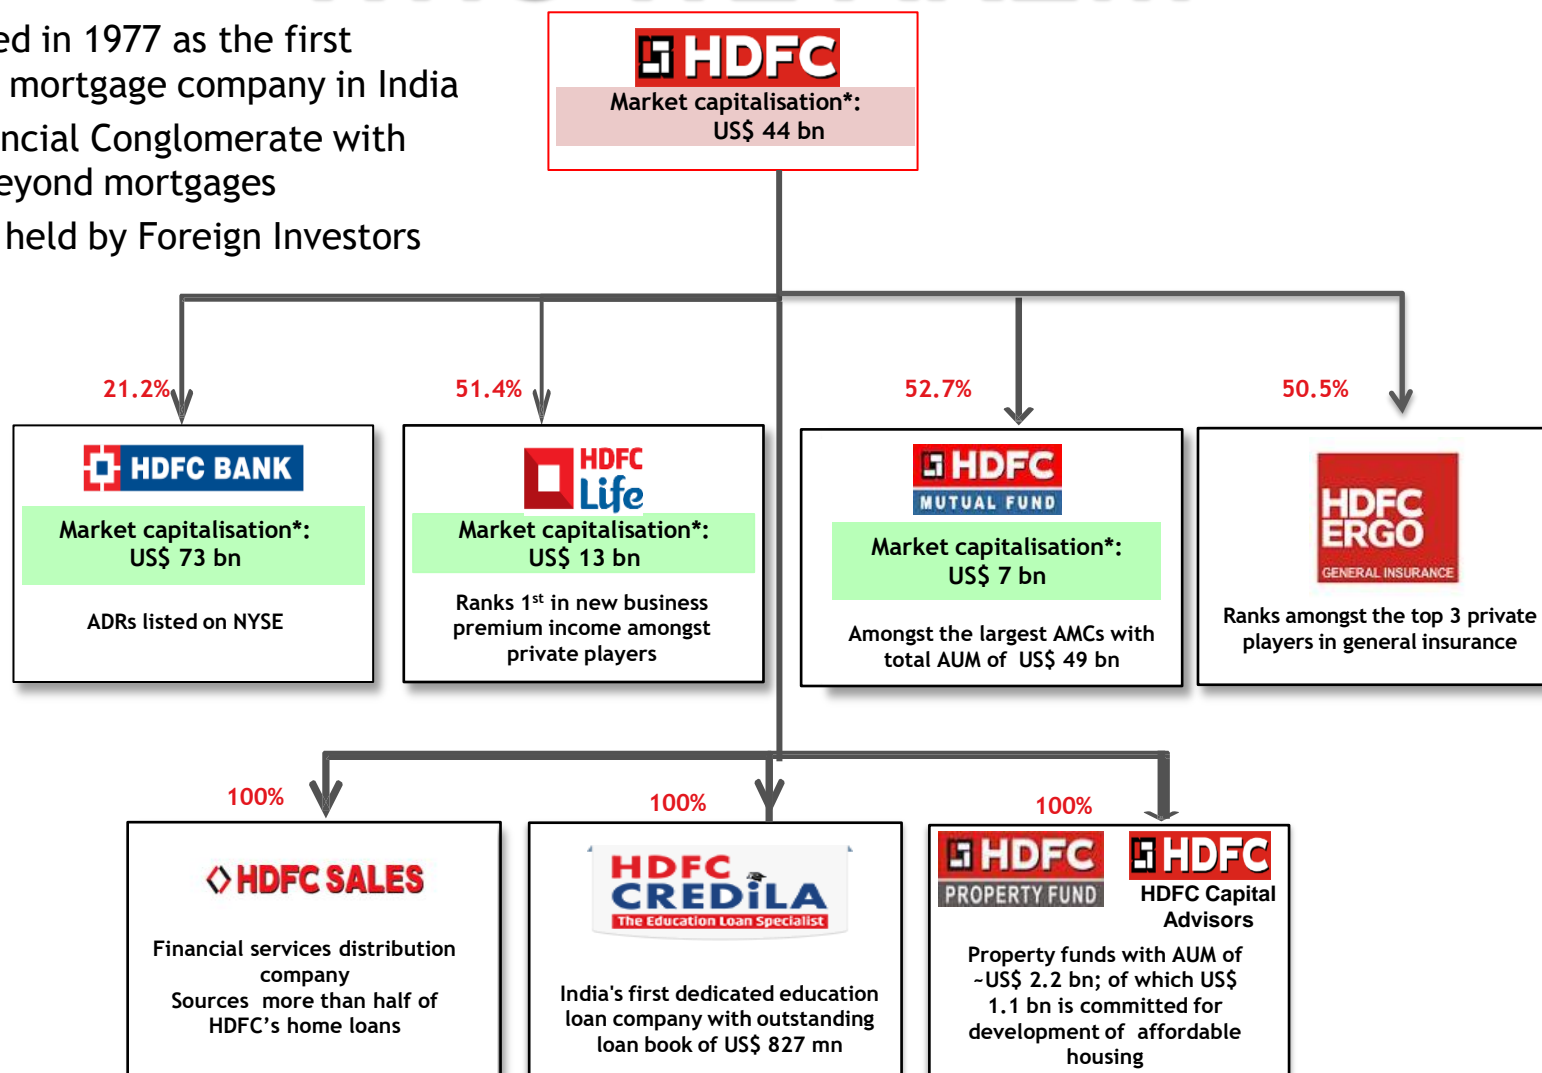 ed in 1977 as the first
mortgage company in India
ncial Conglomerate with
eyond mortgages
held by Foreign Investors
HDFC
Market capitalisation*:
US$ 44 bn
21.2%
51.4%
52.7%
50.5%
HDFC BANK
Market capitalisation*:
US$ 73 bn
ADRs listed on NYSE
HDFC
Life
Market capitalisation*:
US$ 13 bn
Ranks 1st in new business
premium income amongst
private players
HDFC
MUTUAL FUND
Market capitalisation*:
US$ 7 bn
Amongst the largest AMCs with
total AUM of US$ 49 bn
HDFC
ERGO
GENERAL INSURANCE
Ranks amongst the top 3 private
players in general insurance
100%
100%
100%
HDFC SALES
Financial services distribution
company
Sources more than half of
HDFC’s home loans
HDFC
CREDiLA
The Education Loan Specialist
India's first dedicated education
loan company with outstanding
loan book of US$ 827 mn
HDFC
PROPERTY FUND
HDFC
HDFC Capital
Advisors
Property funds with AUM of
~US$ 2.2 bn; of which US$
1.1 bn is committed for
development of affordable
housing